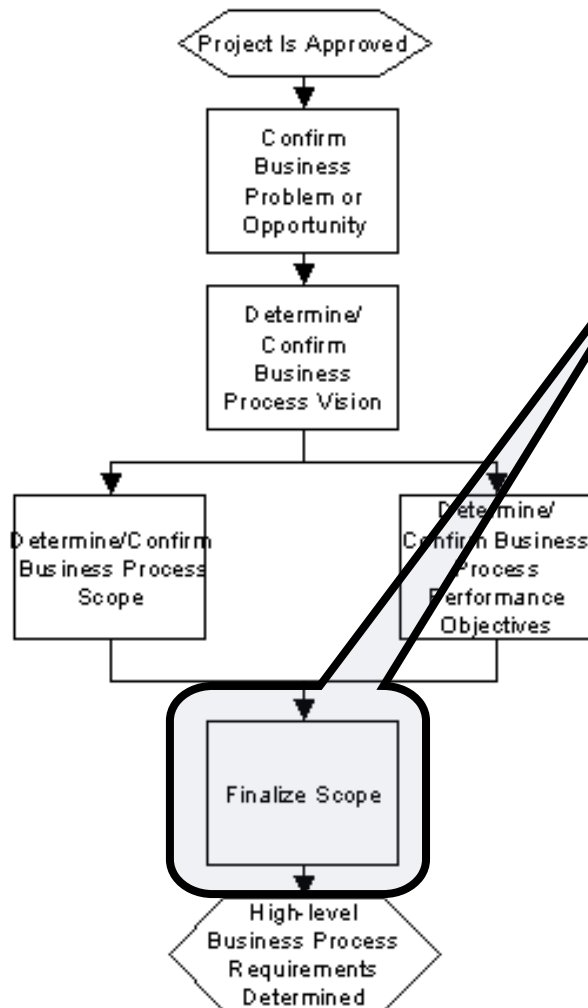 Project Is Approved
Confirm
Business
Problem or
Opportunity
Determine/
Confirm
Business
Process Vision
Determine/Confirm
Business Process
Scope
Determine/
Confirm Business
Process
Performance
Objectives
Finalize Scope
High-level
Business Process
Requirements
Determined